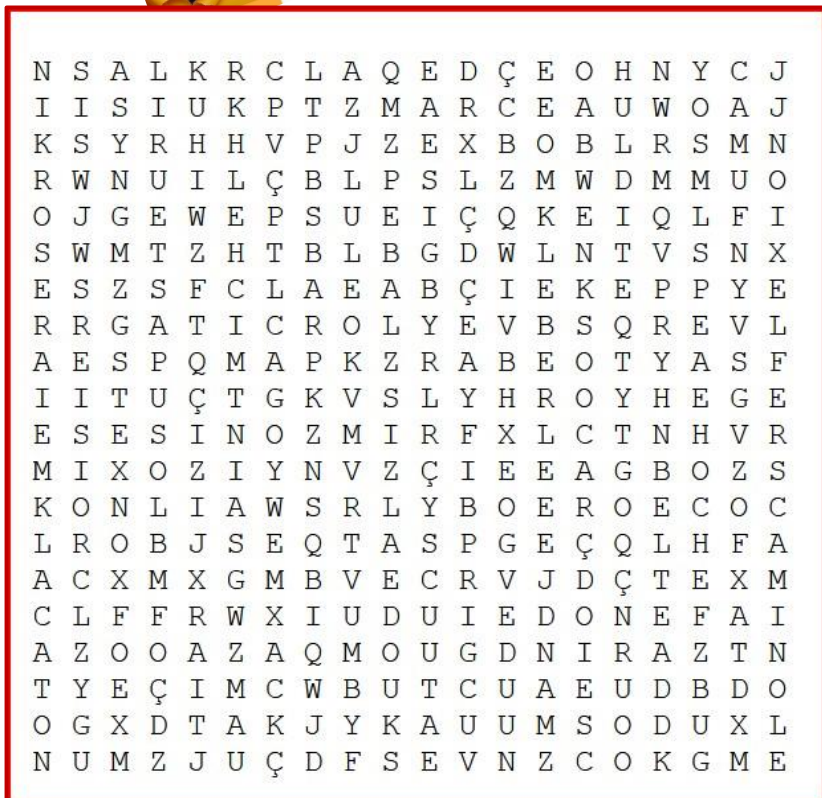 N S A L K R C L A Q E D Ç E O H N Y C J
I I S I U K P T Z M A R C E A U W O A J
K S Y R H H V P J Z E X B O B L R S M N
R W N U I L Ç B L P S L Z M W D M M U O
O J G E W E P S U E I Ç Q K E I Q L F I
S W M T Z H T B L B G D W L N T V S N X
E S Z S F C L A E A B Ç I E K E P P Y E
R R G A T I C R O L Y E V B S Q R E V L
A E S P Q M A P K Z R A B E O T Y A S F
I I T U Ç T G K V S L Y H R O Y H E G E
E S E S I N O Z M I R F X L C T N H V R
M I X O Z I Y N V Z Ç I E E A G B O Z S
K O N L I A W S R L Y B O E R O E C O C
L R O B J S E Q T A S P G E Ç Q L H F A
A C X M X G M B V E C R V J D Ç T E X M
C L F F R W X I U D U I E D O N E F A I
A Z O O A Z A Q M O U G D N I R A Z T N
T Y E Ç I M C W B U T C U A E U D B D O
O G X D T A K J Y K A U U M S O D U X L
N U M Z J U Ç D F S E V N Z C O K G M E